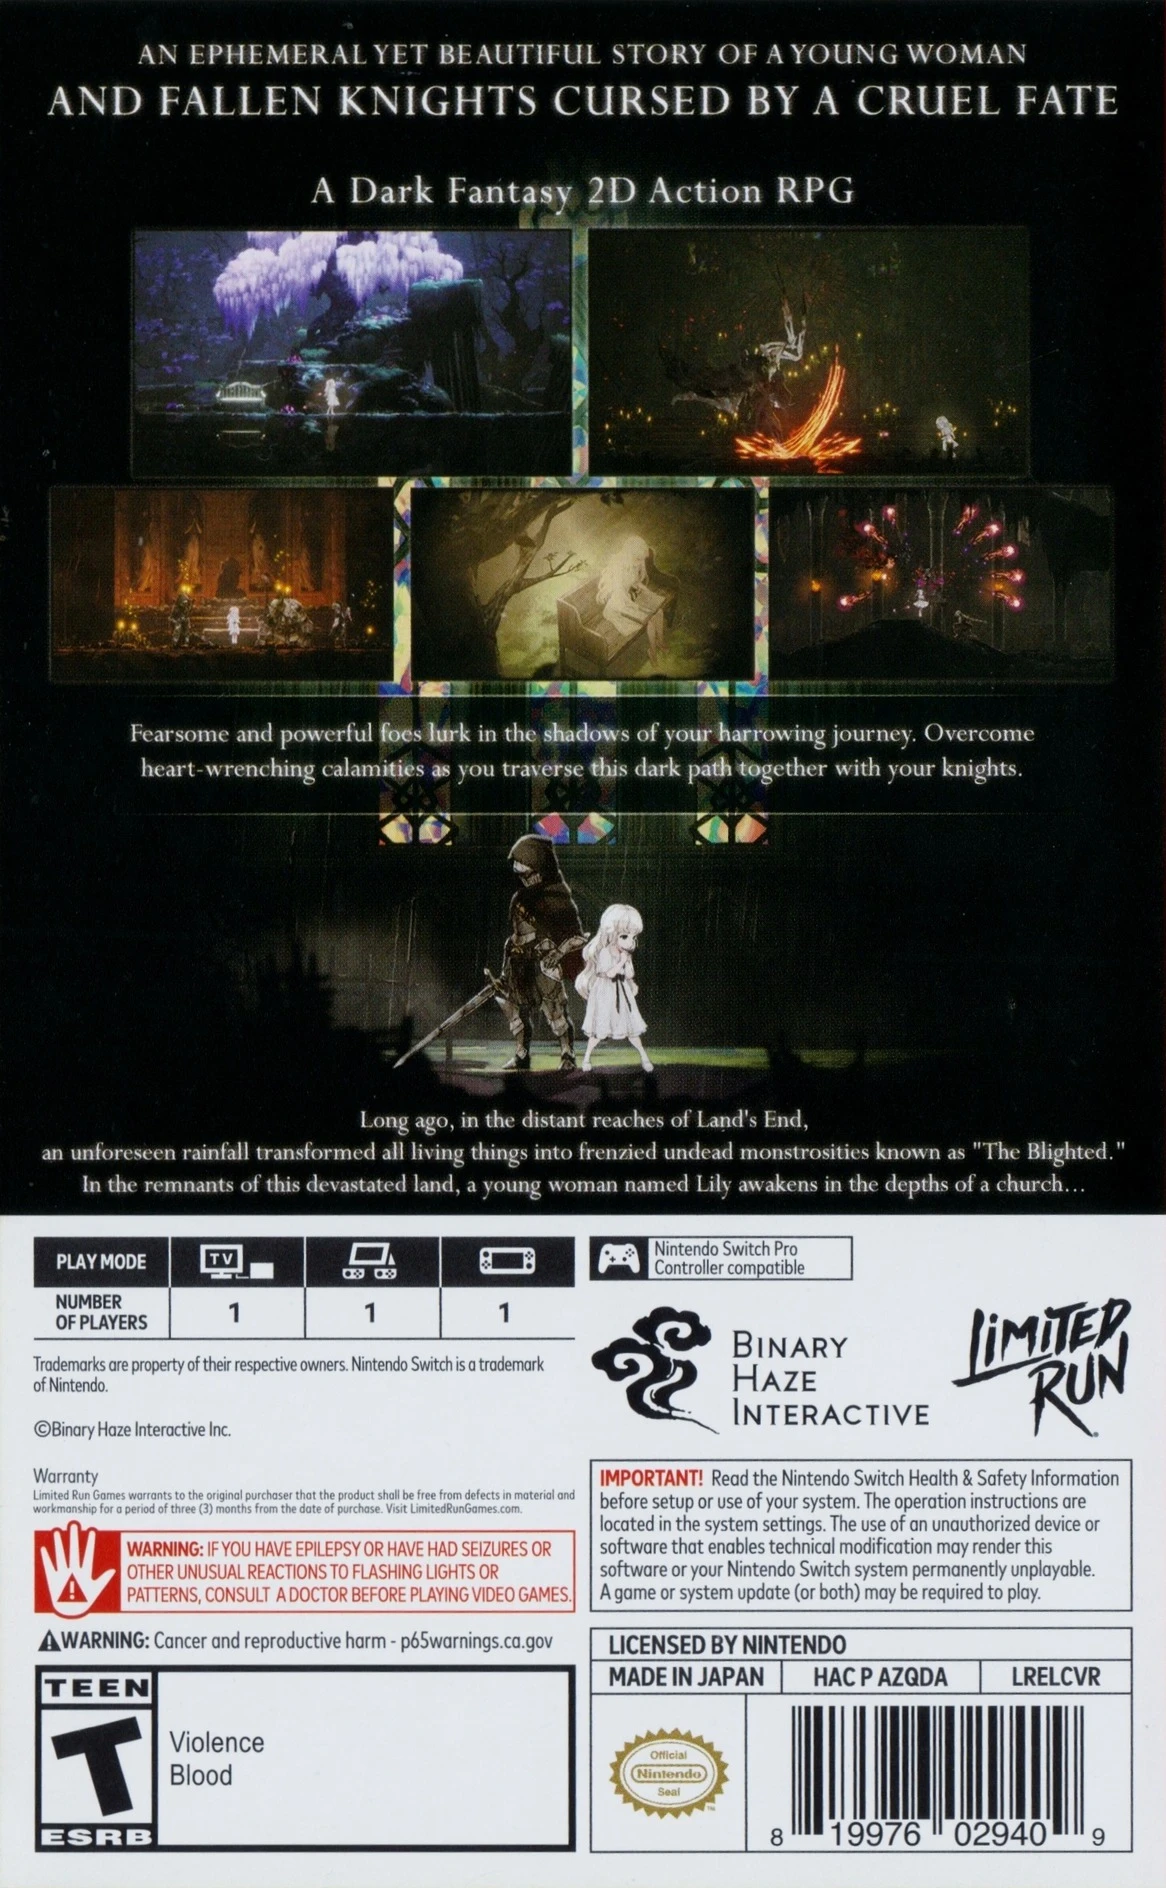 AN EPHEMERAL YET BEAUTIFUL STORY OF A YOUNG WOMAN
AND FALLEN KNIGHTS CURSED BY A CRUEL FATE
A Dark Fantasy 2D Action RPG
Fearsome and powerful foes lurk in the shadows of your harrowing journey. Overcome
heart-wrenching calamities as you traverse this dark path together with your knights.
Long ago, in the distant reaches of Land's End,
an unforeseen rainfall transformed all living things into frenzied undead monstrosities known as "The Blighted."
In the remnants of this devastated land, a young woman named Lily awakens in the depths of a church...
PLAY MODE
TV
NUMBER
OF PLAYERS
1
1
1
Trademarks are property of their respective owners. Nintendo Switch is a trademark
of Nintendo.
©Binary Haze Interactive Inc.
Warranty
Limited Run Games warrants to the original purchaser that the product shall be free from defects in material and
workmanship for a period of three (3) months from the date of purchase. Visit LimitedRunGames.com.
WARNING: IF YOU HAVE EPILEPSY OR HAVE HAD SEIZURES OR
OTHER UNUSUAL REACTIONS TO FLASHING LIGHTS OR
PATTERNS, CONSULT A DOCTOR BEFORE PLAYING VIDEO GAMES.
WARNING: Cancer and reproductive harm - p65warnings.ca.gov
TEEN
T
ESRB
Violence
Blood
Nintendo Switch Pro
Controller compatible
BINARY
HAZE
INTERACTIVE
LIMITED
RUN
IMPORTANT! Read the Nintendo Switch Health & Safety Information
before setup or use of your system. The operation instructions are
located in the system settings. The use of an unauthorized device or
software that enables technical modification may render this
software or your Nintendo Switch system permanently unplayable.
A game or system update (or both) may be required to play.
LICENSED BY NINTENDO
MADE IN JAPAN
HAC P AZQDA
LRELCVR
Official
Nintendo
Seal
TM
8 19976 02940 9